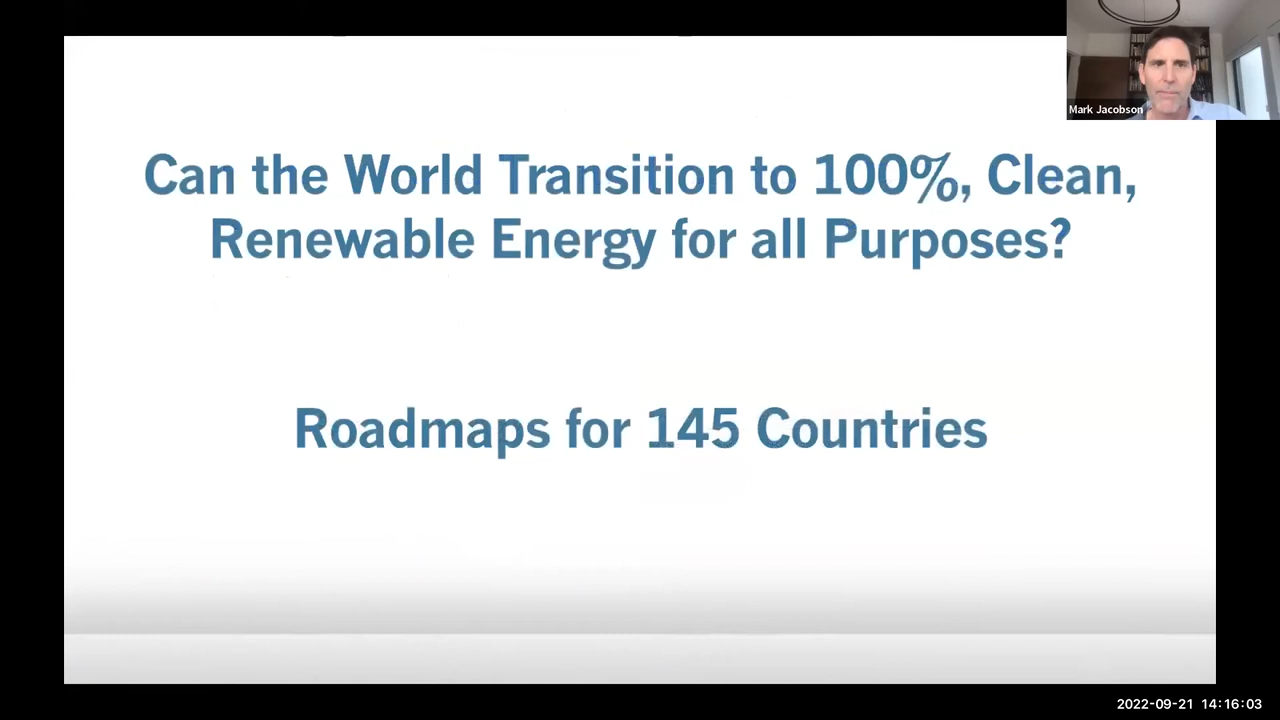 Mark Jacobson
Can the World Transition to 100%, Clean,
Renewable Energy for all Purposes?
Roadmaps for 145 Countries
2022-09-21 14:16:03